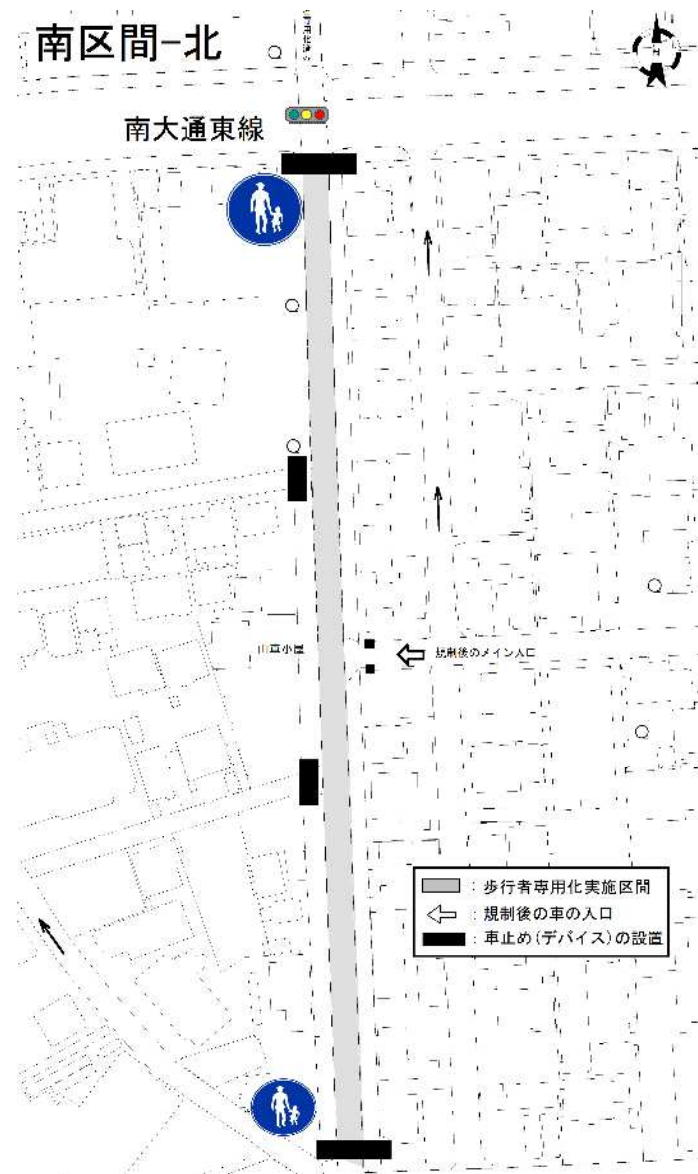 南区間-北
南大通東線
規制後のメイン入口
：歩行者専用化実施区間
：規制後の車の入口
：車止め(デバイス)の設置